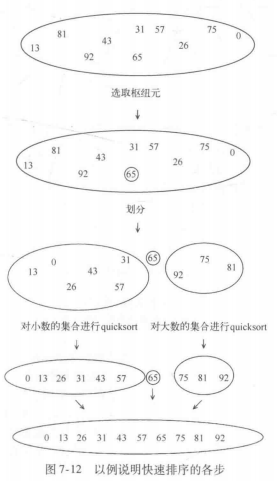 31 57 75
81 0
13 43 26
92 65
选取枢纽元
31 57 75
81 0
13 43 26
92 65
划分
65
0 31 75
13 43 92 81
26 57
对小数的集合进行quicksort 对大数的集合进行quicksort
0 13 26 31 43 57 65 75 81 92
0 13 26 31 43 57 65 75 81 92
图 7-12 以例说明快速排序的各步